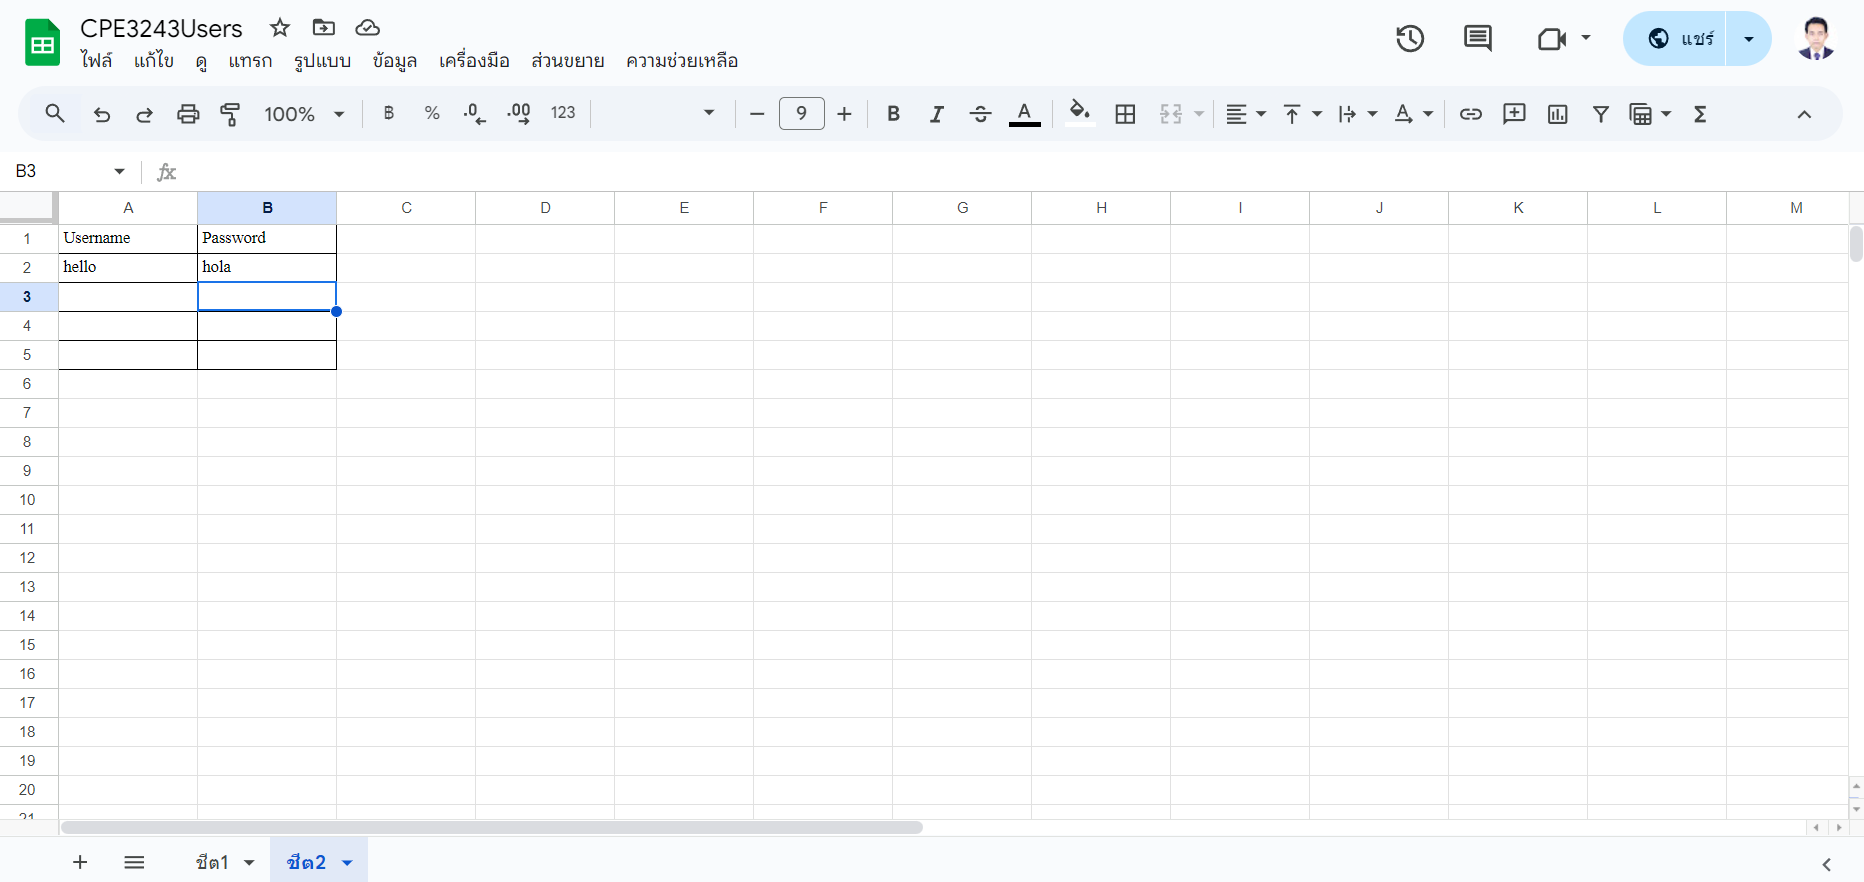 CPE3243Users
ไฟล์ แก้ไข ดู แทรก รูปแบบ ข้อมูล เครื่องมือ ส่วนขยาย ความช่วยเหลือ
แชร์
100% ฿ % .0 .00 123 9 B I A A Σ
B3 fx
A B C D E F G H I J K L M
1 Username Password
2 hello hola
3
4
5
6
7
8
9
10
11
12
13
14
15
16
17
18
19
20
21
ชีต1 ชีต2